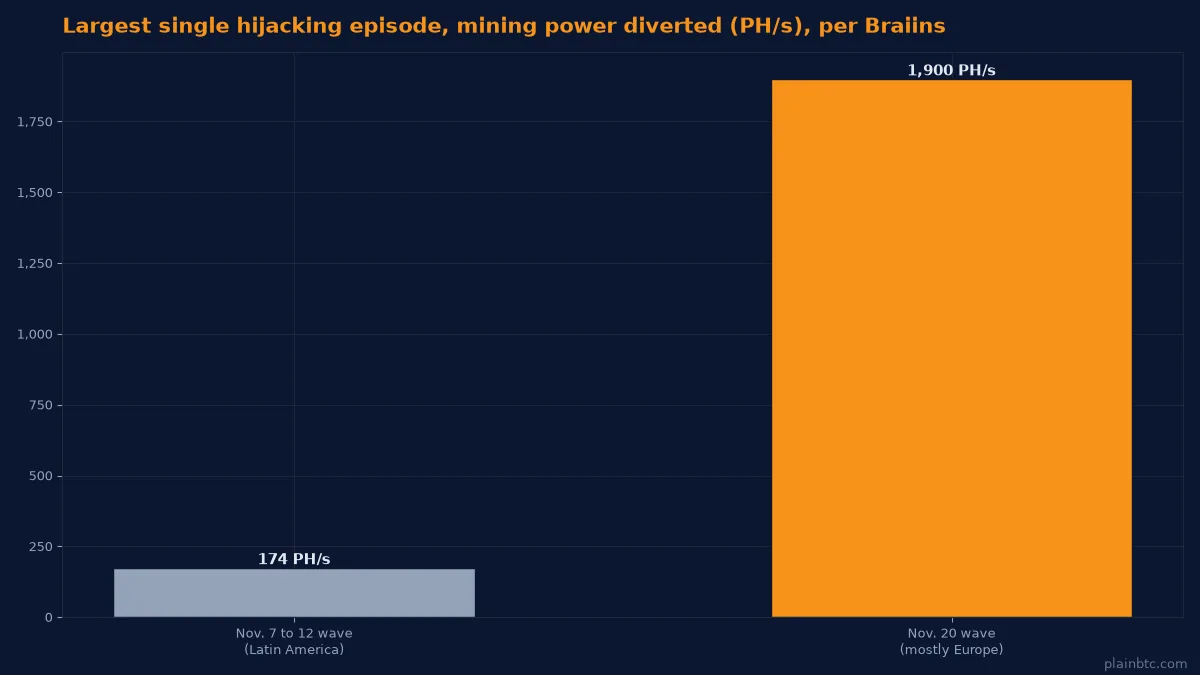 Largest single hijacking episode, mining power diverted (PH/s), per Braiins
1,900 PH/s
1,750
1,500
1,250
1,000
750
500
250
174 PH/s
0
Nov. 7 to 12 wave
(Latin America)
Nov. 20 wave
(mostly Europe)
plainbtc.com